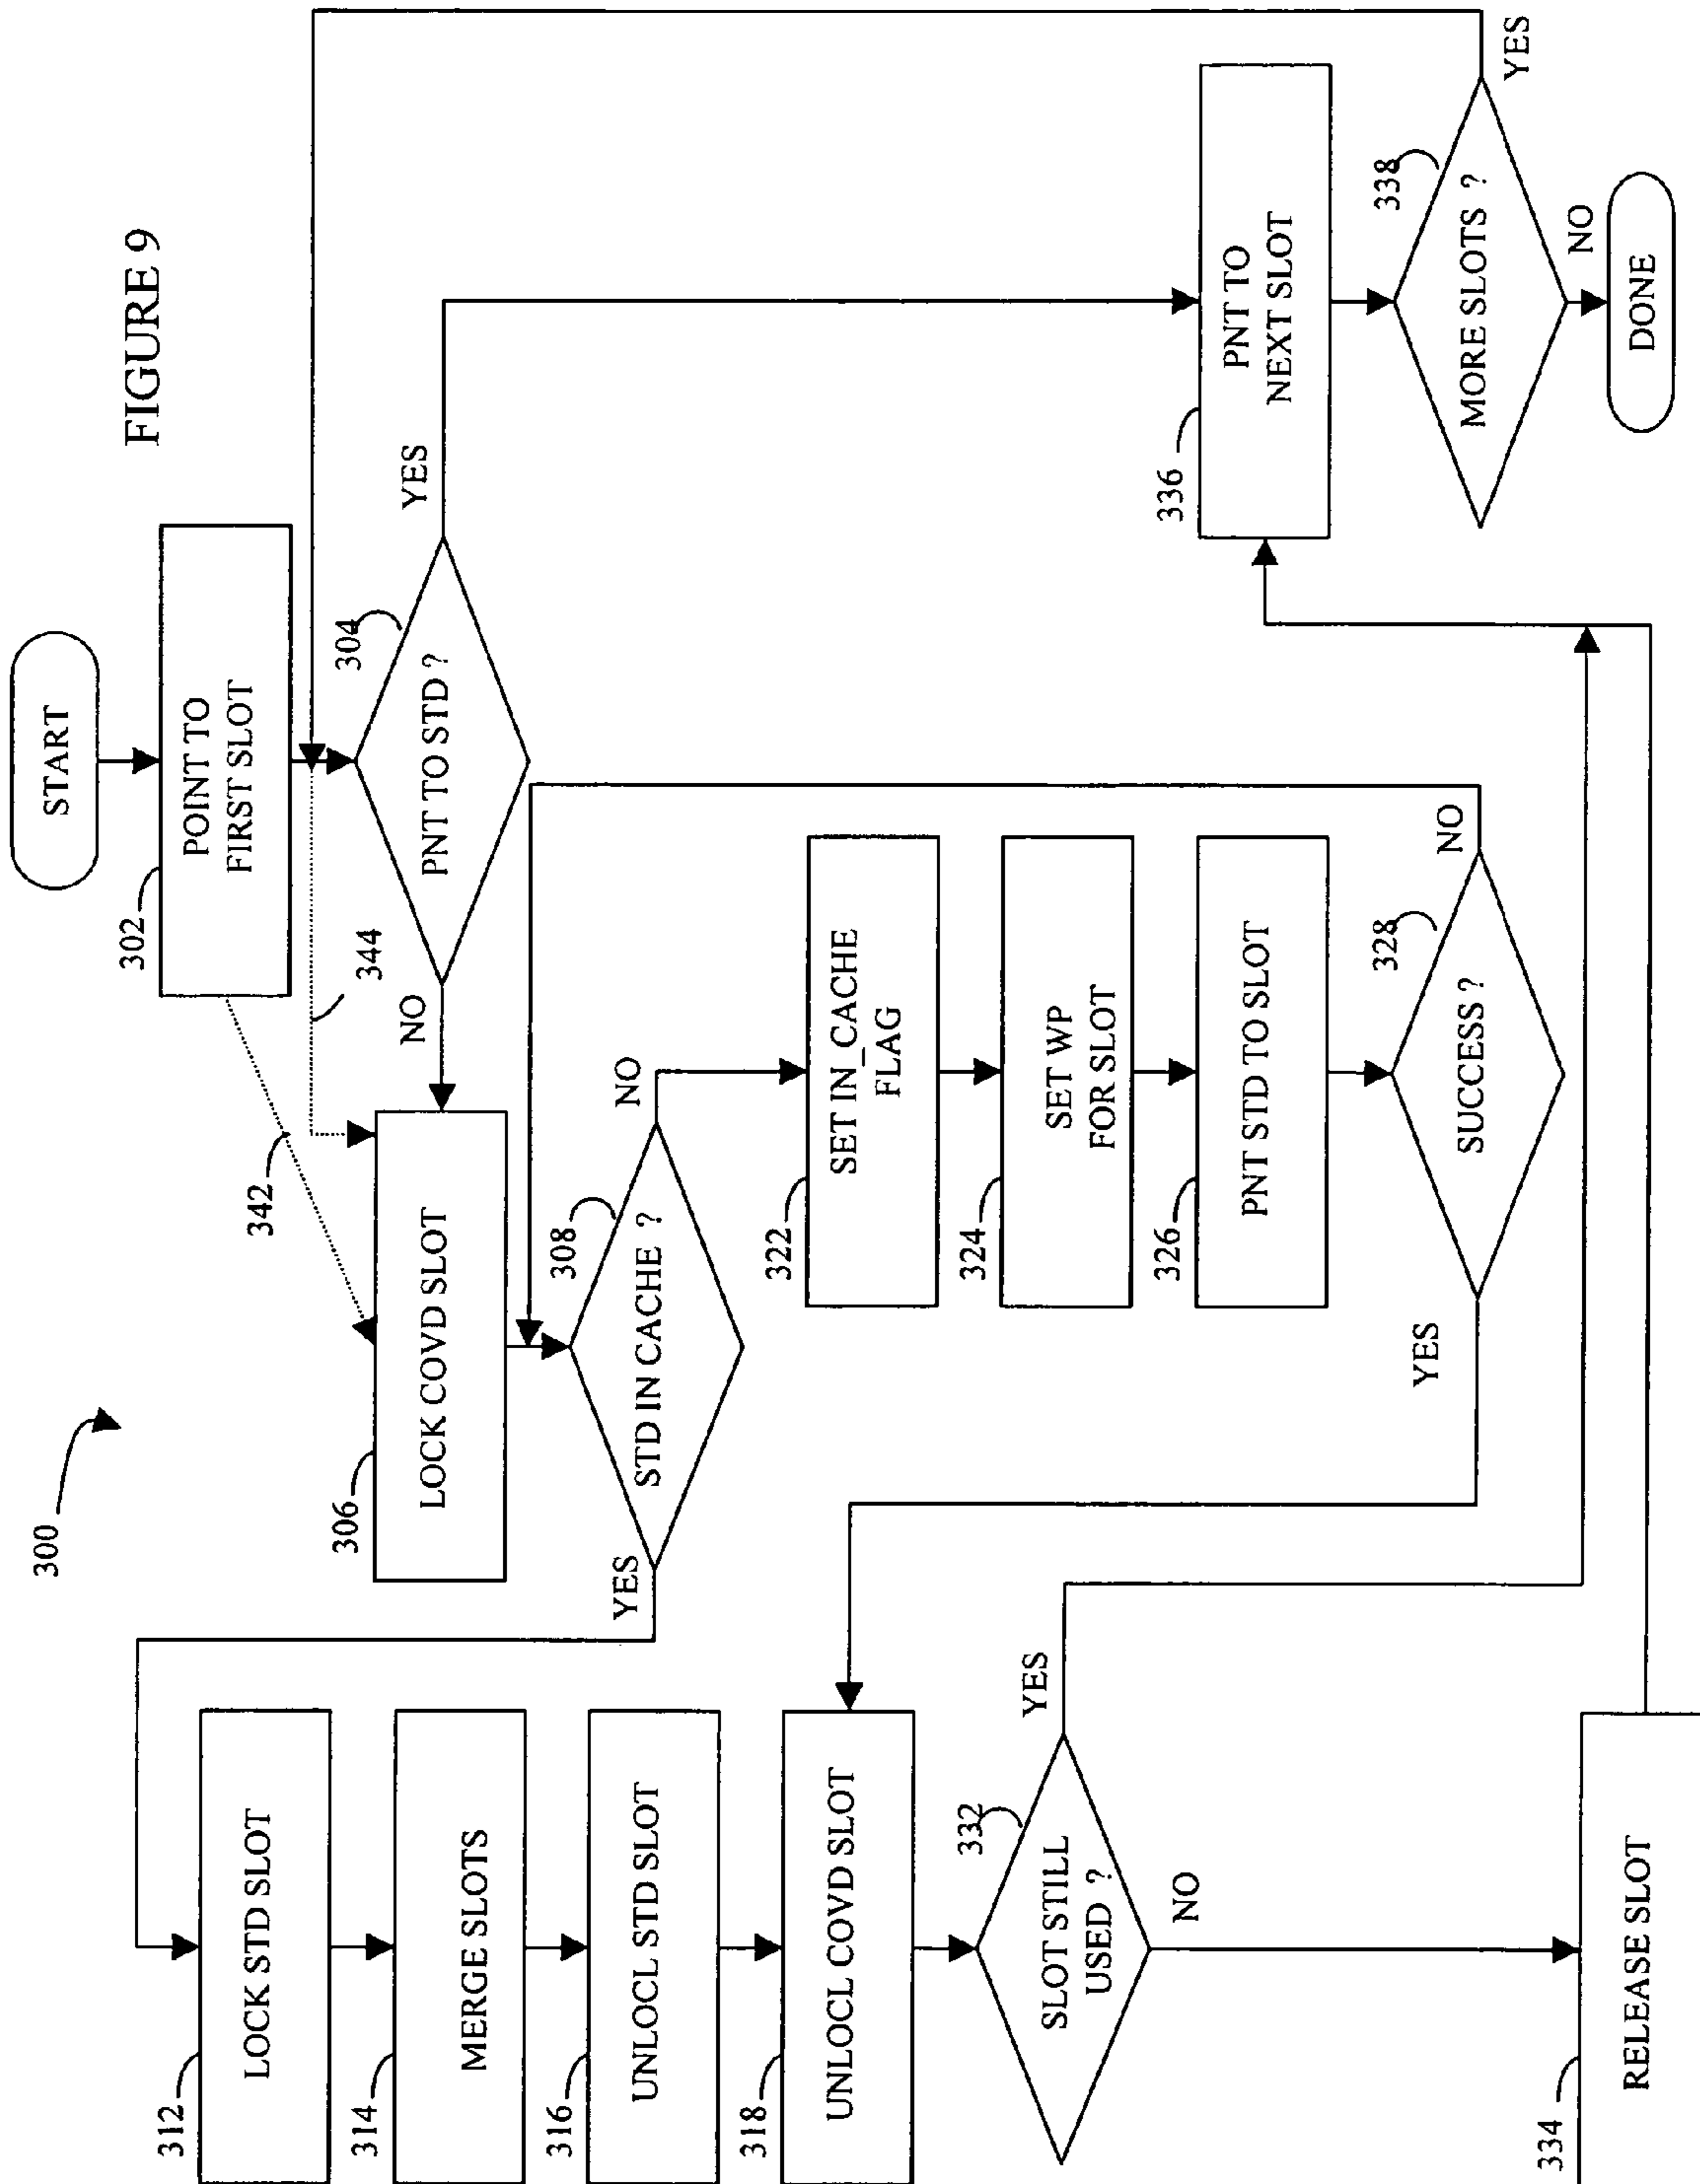 FIGURE 9
300
START
302
POINT TO
FIRST SLOT
342
344
304
PNT TO STD ?
YES
NO
306
LOCK COVD SLOT
308
STD IN CACHE ?
YES
NO
312
LOCK STD SLOT
314
MERGE SLOTS
316
UNLOCL STD SLOT
318
UNLOCL COVD SLOT
322
SET IN_CACHE
FLAG
324
SET WP
FOR SLOT
326
PNT STD TO SLOT
328
SUCCESS ?
YES
NO
332
SLOT STILL
USED ?
YES
NO
334
RELEASE SLOT
336
PNT TO
NEXT SLOT
338
MORE SLOTS ?
YES
NO
DONE